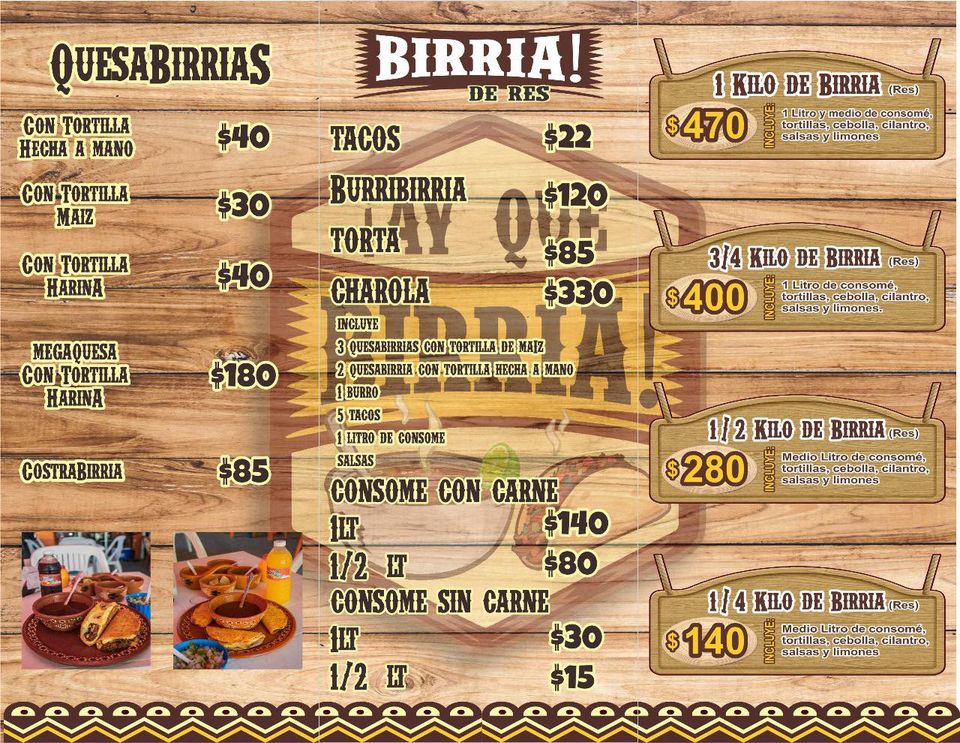 QUESABIRRIAS
CON TORTILLA
HECHA A MANO
$40
CON TORTILLA
MAIZ
$30
CON TORTILLA
HARINA
$40
MEGAQUESA
CON TORTILLA
HARINA
$180
COSTRABIRRIA
$85
BIRRIA!
DE RES
TACOS $22
BURRIBIRRIA $120
TORTA $85
CHAROLA $330
INCLUYE
3 QUESABIRRIAS CON TORTILLA DE MAJZ
2 QUESABIRRIA CON TORTILLA HECHA A MANO
1 BURRO
5 TACOS
1 LITRO DE CONSOME
SALSAS
CONSOME CON CARNE
1LT $140
1/2 LT $80
CONSOME SIN CARNE
1LT $30
1/2 LT $15
¡AY QUE
BIRRIA!
1 KILO DE BIRRIA (Res)
$470
INCLUYE:
1 Litro y medio de consomé,
tortillas, cebolla, cilantro,
salsas y limones
3/4 KILO DE BIRRIA (Res)
$400
INCLUYE:
1 Litro de consomé,
tortillas, cebolla, cilantro,
salsas y limones.
1/2 KILO DE BIRRIA (Res)
$280
INCLUYE:
Medio Litro de consomé,
tortillas, cebolla, cilantro,
salsas y limones
1/4 KILO DE BIRRIA (Res)
$140
INCLUYE:
Medio Litro de consomé,
tortillas, cebolla, cilantro,
salsas y limones